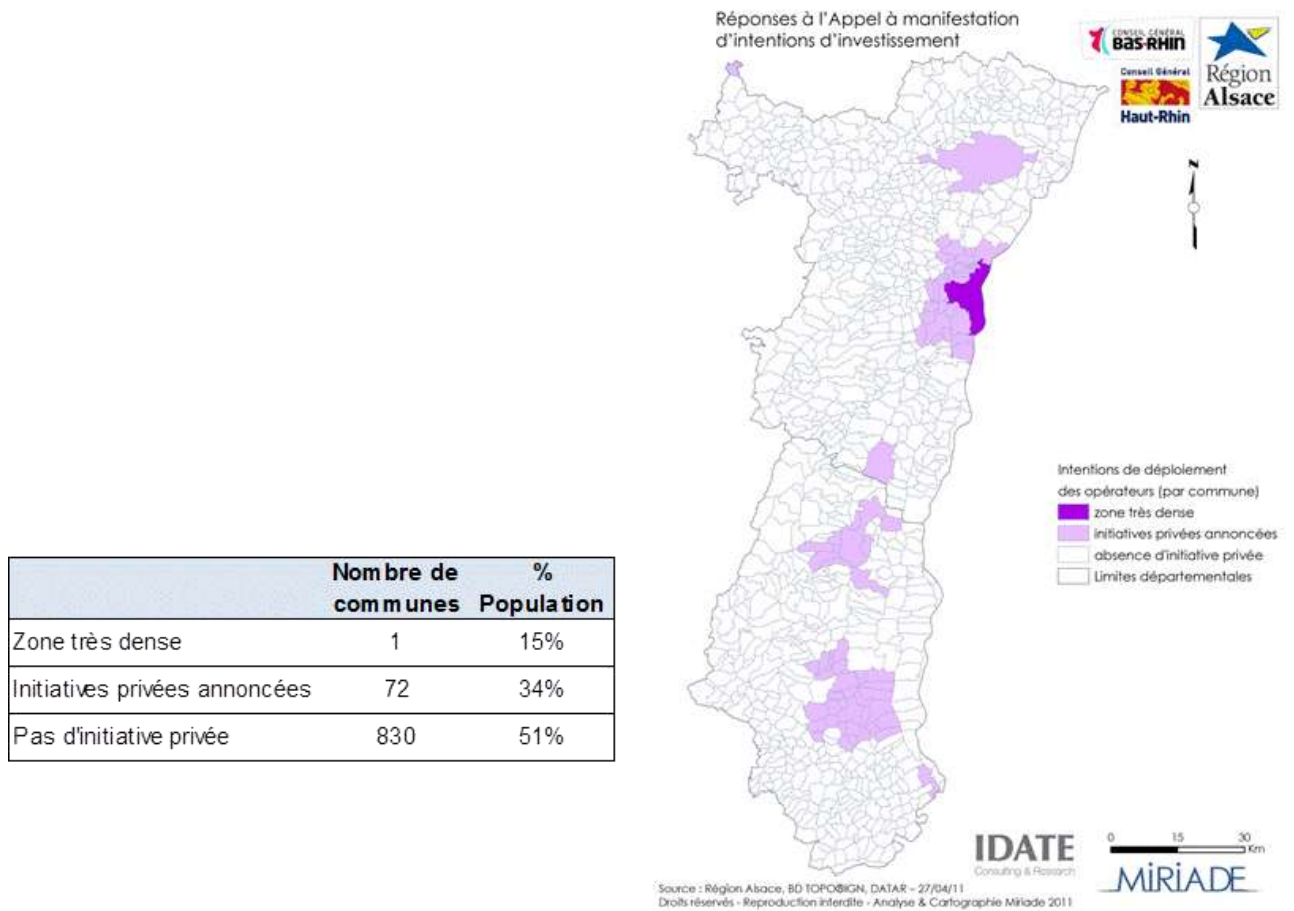 Réponses à l'Appel à manifestation
d'intentions d'investissement
CONSEIL GÉNÉRAL
BAS-RHIN
Conseil Général
Haut-Rhin
Région
Alsace
N
Intentions de déploiement
des opérateurs (par commune)
zone très dense
initiatives privées annoncées
absence d'initiative privée
Limites départementales
Nombre de communes % Population
Zone très dense 1 15%
Initiatives privées annoncées 72 34%
Pas d'initiative privée 830 51%
IDATE
Consulting & Research
0 15 30
Km
MiRiADE
Source : Région Alsace, BD TOPO®IGN, DATAR – 27/04/11
Droits réservés - Reproduction interdite - Analyse & Cartographie Miriade 2011